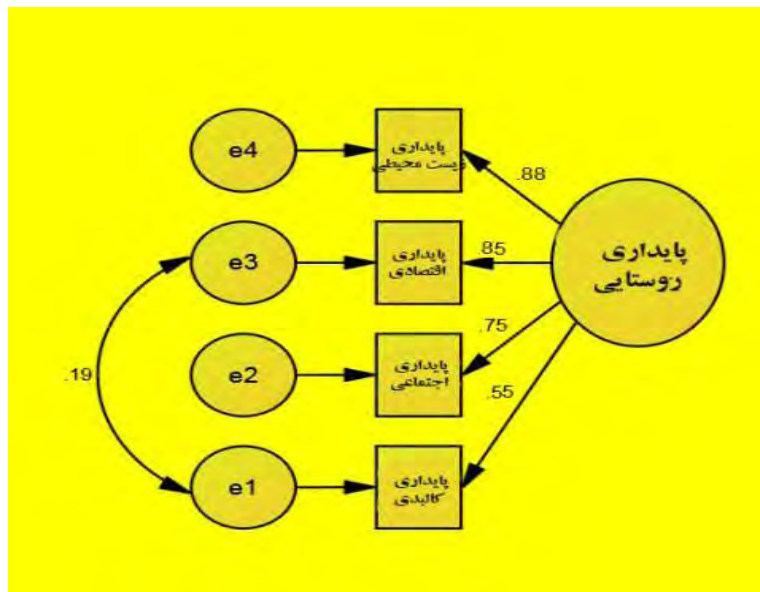 e4
پایداری
زیست محیطی
.88
e3
پایداری
اقتصادی
.85
پایداری
روستایی
e2
پایداری
اجتماعی
.75
.19
e1
پایداری
کالبدی
.55